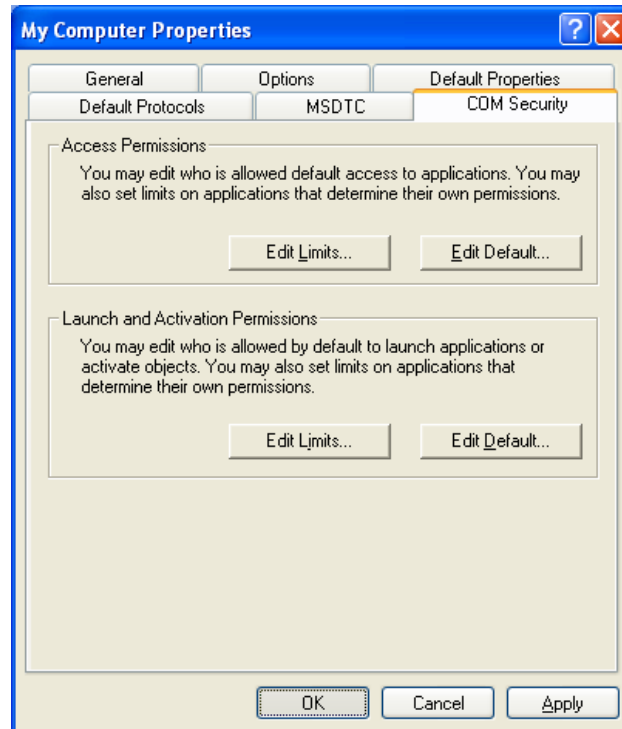 My Computer Properties
General Options Default Properties
Default Protocols MSDTC COM Security
Access Permissions
You may edit who is allowed default access to applications. You may
also set limits on applications that determine their own permissions.
Edit Limits... Edit Default...
Launch and Activation Permissions
You may edit who is allowed by default to launch applications or
activate objects. You may also set limits on applications that
determine their own permissions.
Edit Limits... Edit Default...
OK Cancel Apply